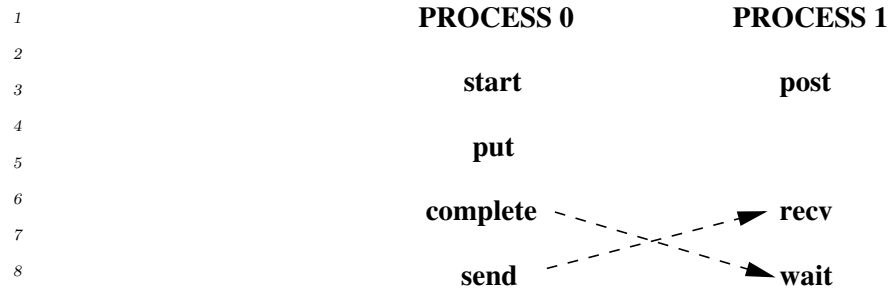 1 PROCESS 0 PROCESS 1
2
3 start post
4
5 put
6 complete recv
7
8 send wait